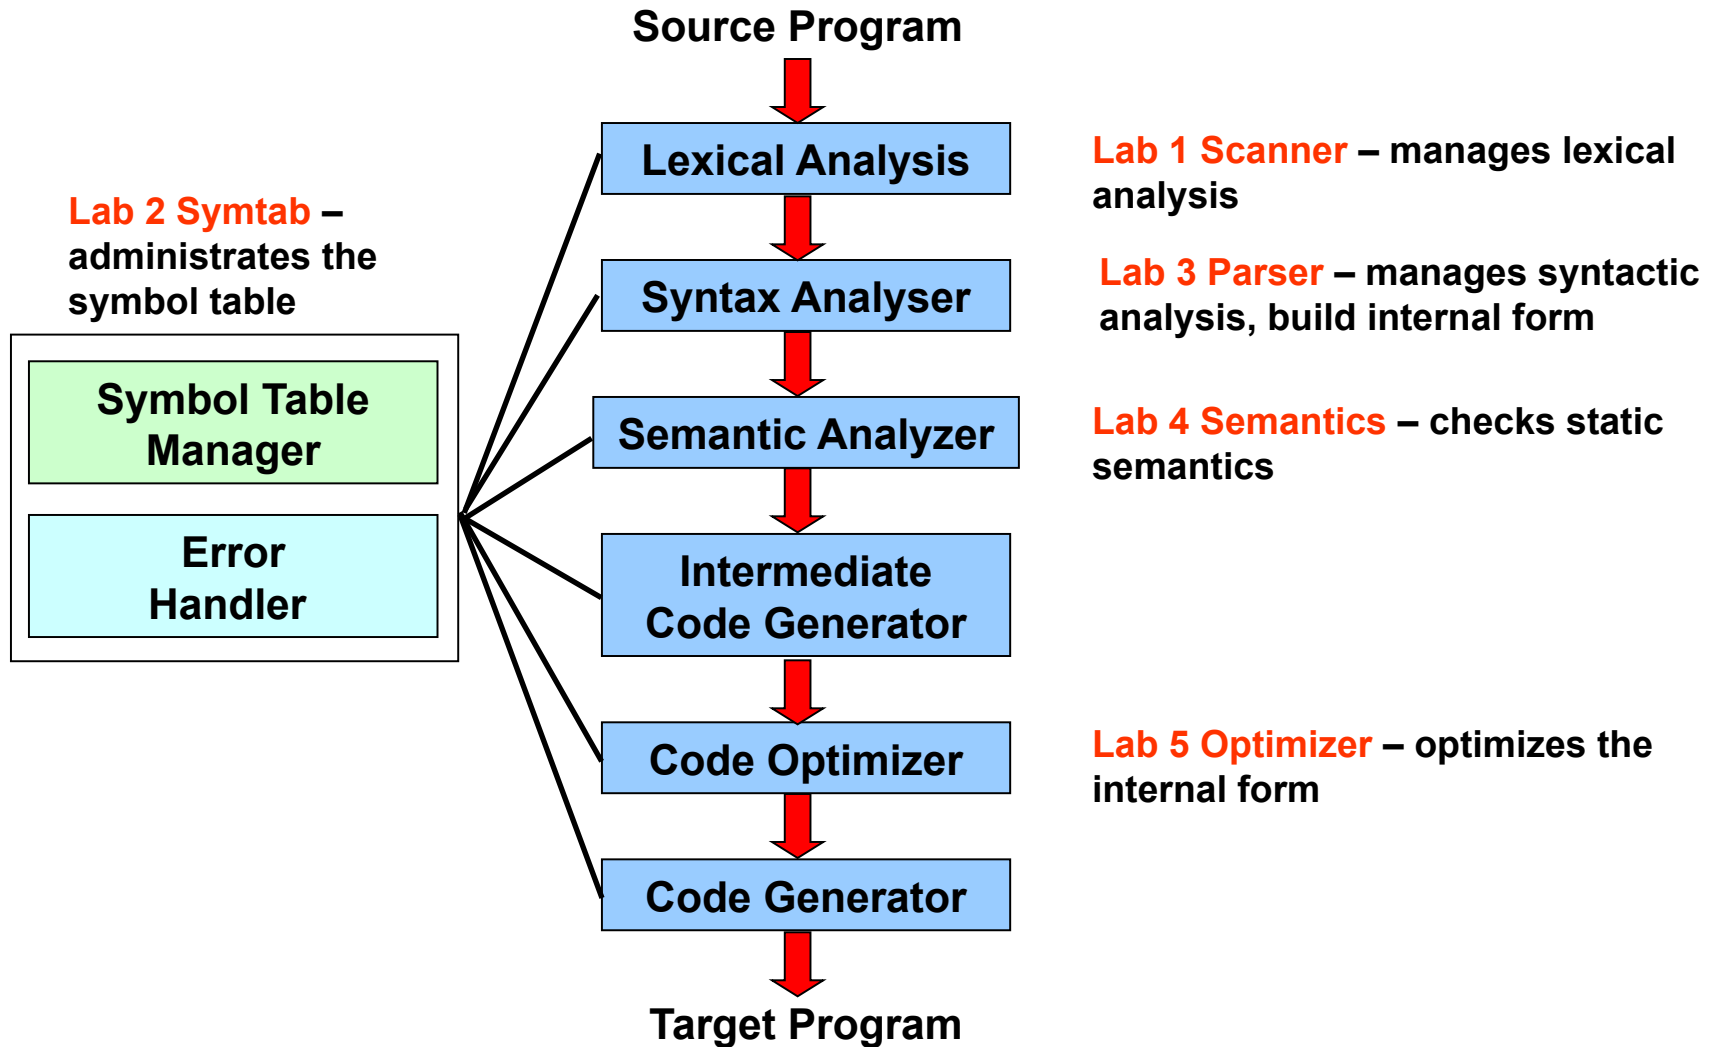 Source Program
Lexical Analysis
Lab 1 Scanner – manages lexical
analysis
Lab 2 Symtab –
administrates the
symbol table
Syntax Analyser
Lab 3 Parser – manages syntactic
analysis, build internal form
Symbol Table
Manager
Semantic Analyzer
Lab 4 Semantics – checks static
semantics
Error
Handler
Intermediate
Code Generator
Code Optimizer
Lab 5 Optimizer – optimizes the
internal form
Code Generator
Target Program